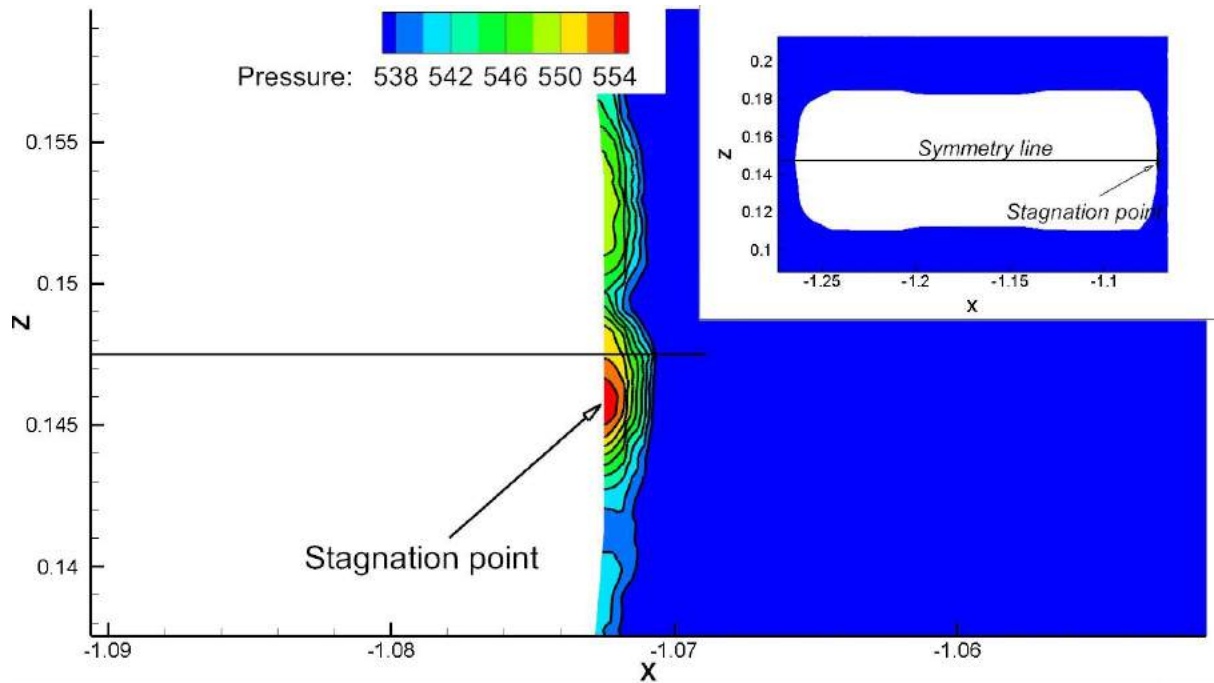 Pressure: 538 542 546 550 554
0.155
0.15
0.145
0.14
Z
-1.09 -1.08 -1.07 -1.06
X
Stagnation point
0.2
0.18
0.16
0.14
0.12
0.1
Z
Symmetry line
Stagnation point
-1.25 -1.2 -1.15 -1.1
X